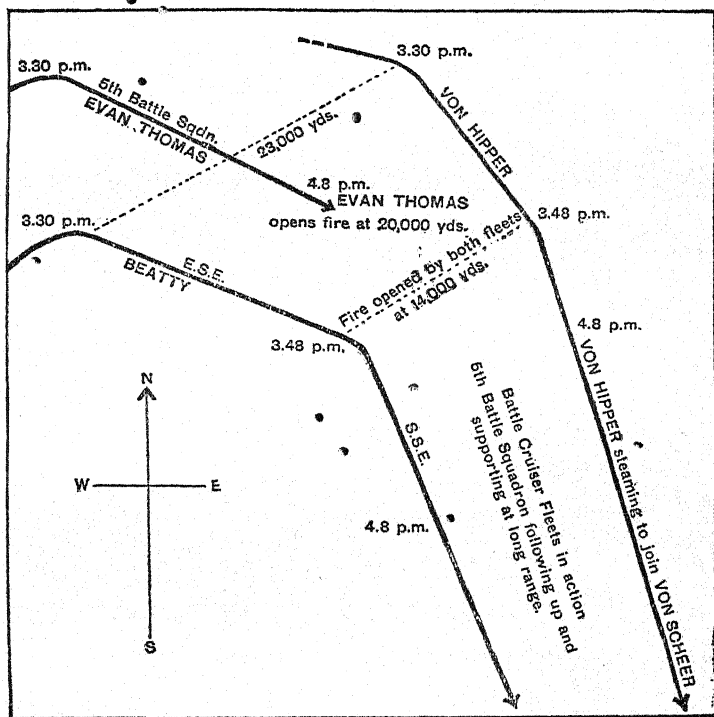 3.30 p.m.
5th Battle Sqdn.
EVAN THOMAS
23,000 yds.
3.30 p.m.
VON HIPPER
4.8 p.m.
EVAN THOMAS
opens fire at 20,000 yds.
3.30 p.m.
E.S.E.
BEATTY
Fire opened by both fleets
at 14,000 yds.
3.48 p.m.
3.48 p.m.
4.8 p.m.
VON HIPPER steaming to join VON SCHEER
S.S.E.
4.8 p.m.
Battle Cruiser Fleets in action
5th Battle Squadron following up and
supporting at long range.
N
W
E
S